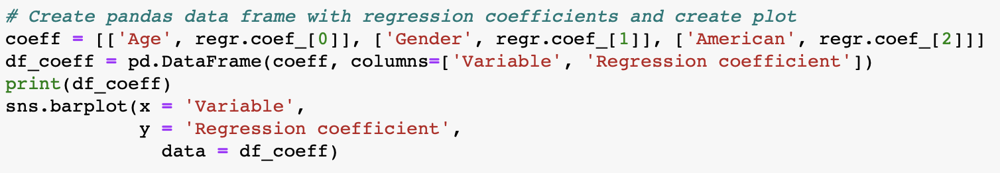 # Create pandas data frame with regression coefficients and create plot
coeff = [['Age', regr.coef_[0]], ['Gender', regr.coef_[1]], ['American', regr.coef_[2]]]
df_coeff = pd.DataFrame(coeff, columns=['Variable', 'Regression coefficient'])
print(df_coeff)
sns.barplot(x = 'Variable',
            y = 'Regression coefficient',
              data = df_coeff)